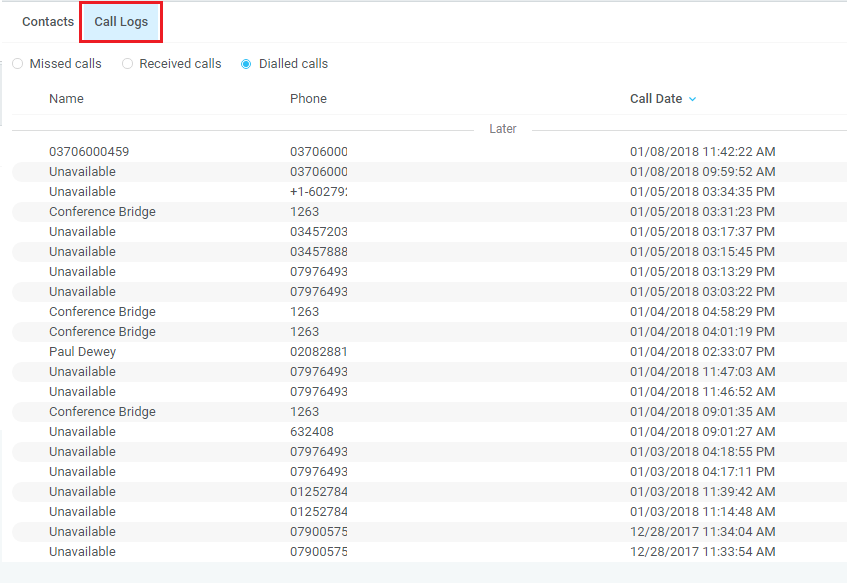 Contacts Call Logs
Missed calls Received calls Dialled calls
Name Phone Call Date
Later
03706000459 03706000 01/08/2018 11:42:22 AM
Unavailable 03706000 01/08/2018 09:59:52 AM
Unavailable +1-60279 01/05/2018 03:34:35 PM
Conference Bridge 1263 01/05/2018 03:31:23 PM
Unavailable 03457203 01/05/2018 03:17:37 PM
Unavailable 03457888 01/05/2018 03:15:45 PM
Unavailable 07976493 01/05/2018 03:13:29 PM
Unavailable 07976493 01/05/2018 03:03:22 PM
Conference Bridge 1263 01/04/2018 04:58:29 PM
Conference Bridge 1263 01/04/2018 04:01:19 PM
Paul Dewey 02082881 01/04/2018 02:33:07 PM
Unavailable 07976493 01/04/2018 11:47:03 AM
Unavailable 07976493 01/04/2018 11:46:52 AM
Conference Bridge 1263 01/04/2018 09:01:35 AM
Unavailable 632408 01/04/2018 09:01:27 AM
Unavailable 07976493 01/03/2018 04:18:55 PM
Unavailable 07976493 01/03/2018 04:17:11 PM
Unavailable 01252784 01/03/2018 11:39:42 AM
Unavailable 01252784 01/03/2018 11:14:48 AM
Unavailable 07900575 12/28/2017 11:34:04 AM
Unavailable 07900575 12/28/2017 11:33:54 AM